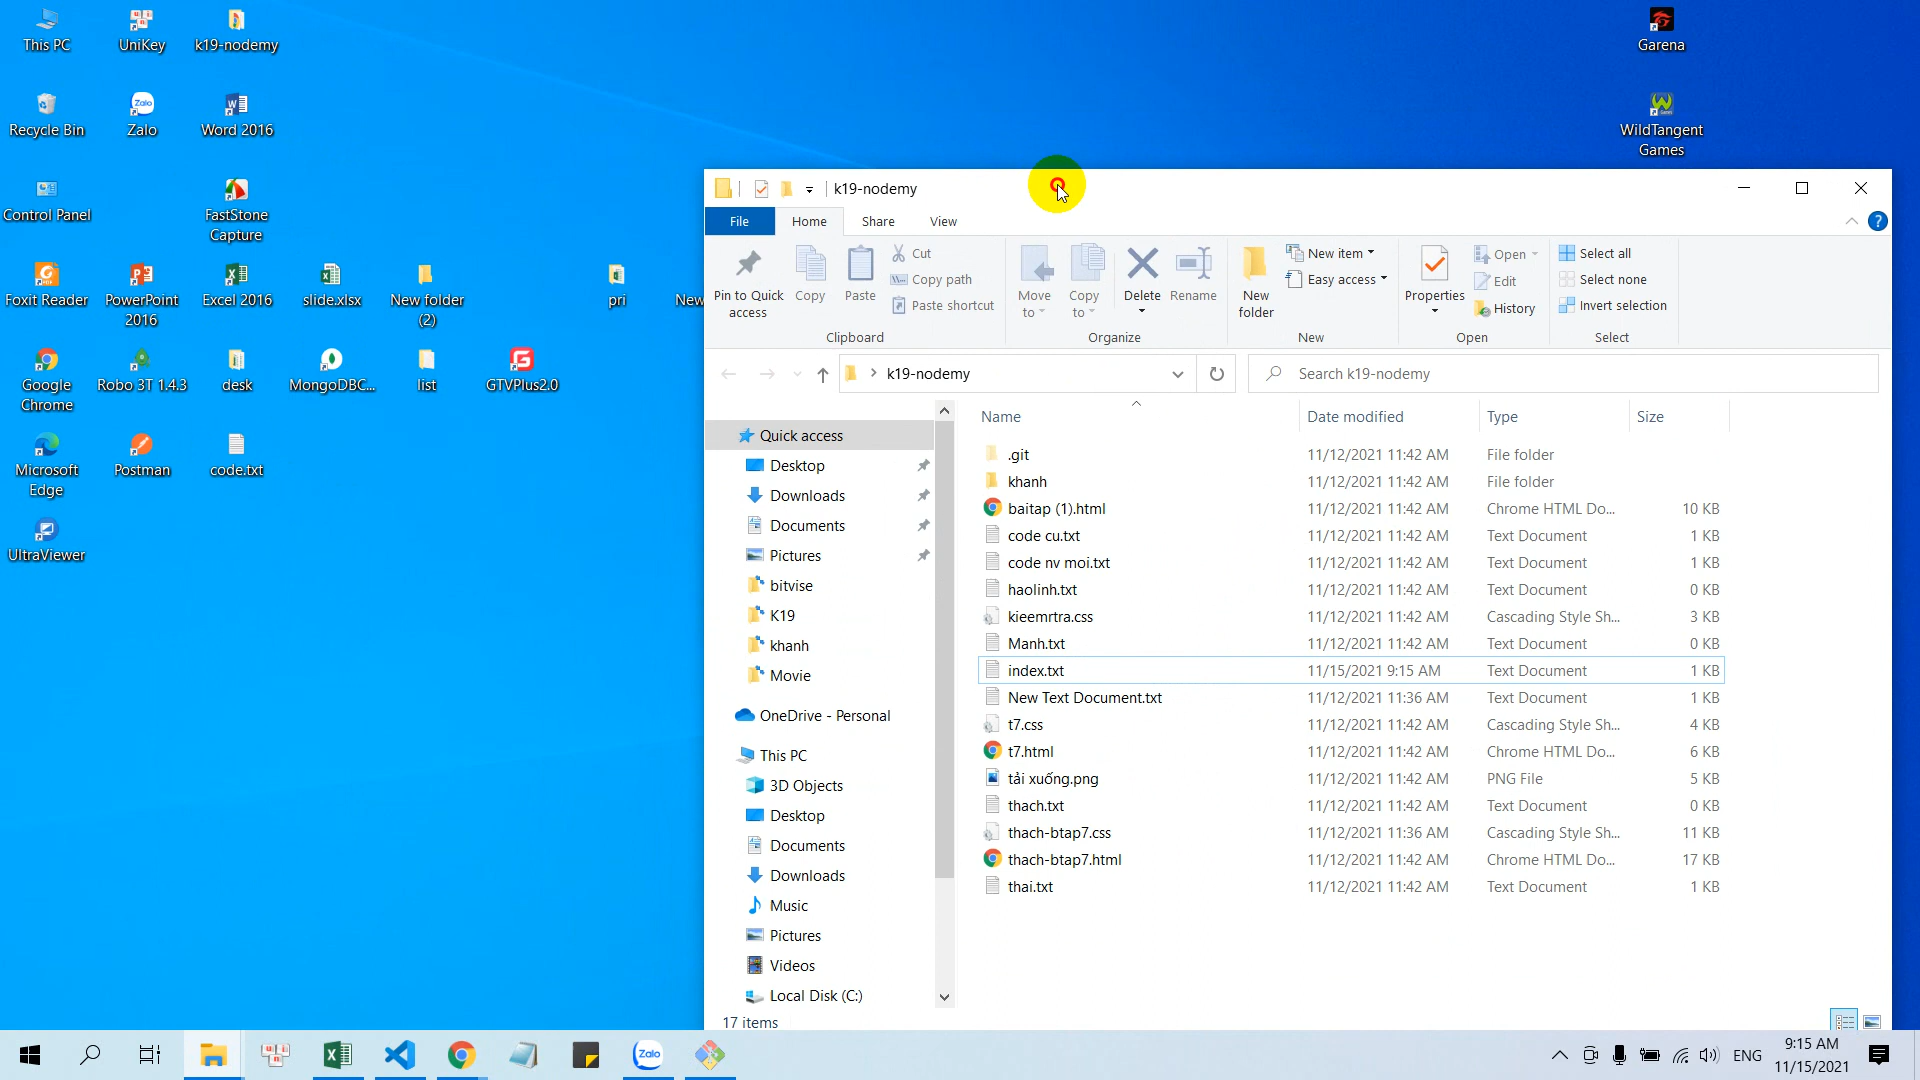 This PC
UniKey
k19-nodemy
Garena
Recycle Bin
Zalo
Word 2016
WildTangent
Games
Control Panel
FastStone
Capture
Foxit Reader
PowerPoint
2016
Excel 2016
slide.xlsx
New folder
(2)
pri
New
Google
Chrome
Robo 3T 1.4.3
desk
MongoDBC...
list
GTVPlus2.0
Microsoft
Edge
Postman
code.txt
UltraViewer
k19-nodemy
File
Home
Share
View
Pin to Quick
access
Copy
Paste
Cut
Copy path
Paste shortcut
Clipboard
Move
to
Copy
to
Delete
Rename
Organize
New
folder
New item
Easy access
New
Properties
Open
Edit
History
Open
Select all
Select none
Invert selection
Select
k19-nodemy
Search k19-nodemy
Quick access
Desktop
Downloads
Documents
Pictures
bitvise
K19
khanh
Movie
OneDrive - Personal
This PC
3D Objects
Desktop
Documents
Downloads
Music
Pictures
Videos
Local Disk (C:)
Name Date modified Type Size
.git 11/12/2021 11:42 AM File folder
khanh 11/12/2021 11:42 AM File folder
baitap (1).html 11/12/2021 11:42 AM Chrome HTML Do... 10 KB
code cu.txt 11/12/2021 11:42 AM Text Document 1 KB
code nv moi.txt 11/12/2021 11:42 AM Text Document 1 KB
haolinh.txt 11/12/2021 11:42 AM Text Document 0 KB
kieemrtra.css 11/12/2021 11:42 AM Cascading Style Sh... 3 KB
Manh.txt 11/12/2021 11:42 AM Text Document 0 KB
index.txt 11/15/2021 9:15 AM Text Document 1 KB
New Text Document.txt 11/12/2021 11:36 AM Text Document 1 KB
t7.css 11/12/2021 11:42 AM Cascading Style Sh... 4 KB
t7.html 11/12/2021 11:42 AM Chrome HTML Do... 6 KB
tải xuống.png 11/12/2021 11:42 AM PNG File 5 KB
thach.txt 11/12/2021 11:42 AM Text Document 0 KB
thach-btap7.css 11/12/2021 11:36 AM Cascading Style Sh... 11 KB
thach-btap7.html 11/12/2021 11:42 AM Chrome HTML Do... 17 KB
thai.txt 11/12/2021 11:42 AM Text Document 1 KB
17 items
Zalo
ENG
9:15 AM
11/15/2021